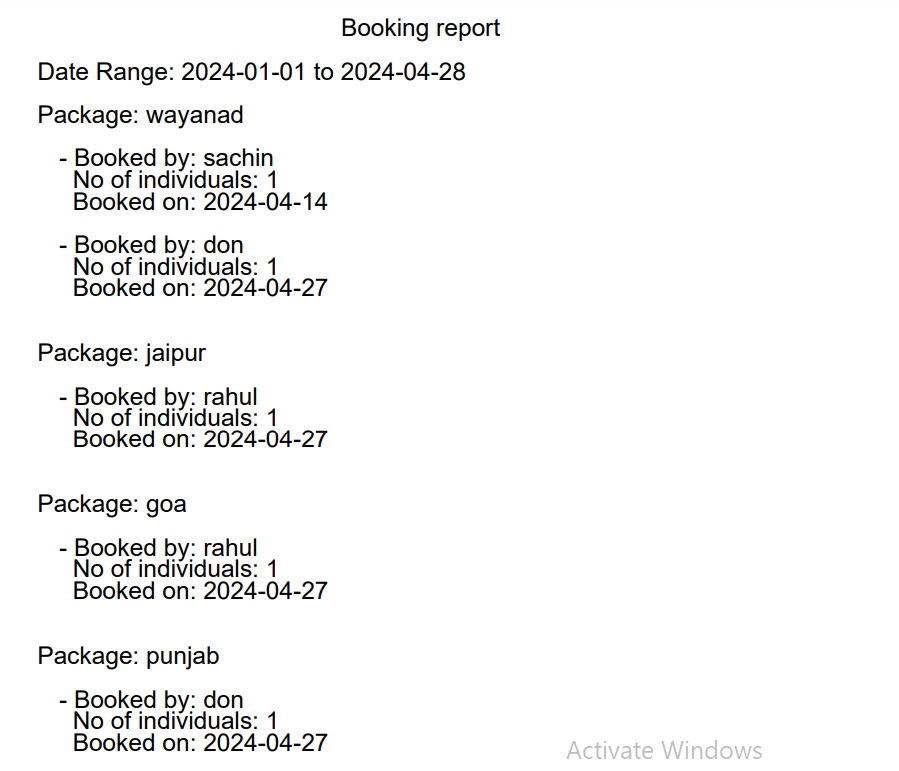 Booking report
Date Range: 2024-01-01 to 2024-04-28
Package: wayanad
- Booked by: sachin
No of individuals: 1
Booked on: 2024-04-14
- Booked by: don
No of individuals: 1
Booked on: 2024-04-27
Package: jaipur
- Booked by: rahul
No of individuals: 1
Booked on: 2024-04-27
Package: goa
- Booked by: rahul
No of individuals: 1
Booked on: 2024-04-27
Package: punjab
- Booked by: don
No of individuals: 1
Booked on: 2024-04-27
Activate Windows